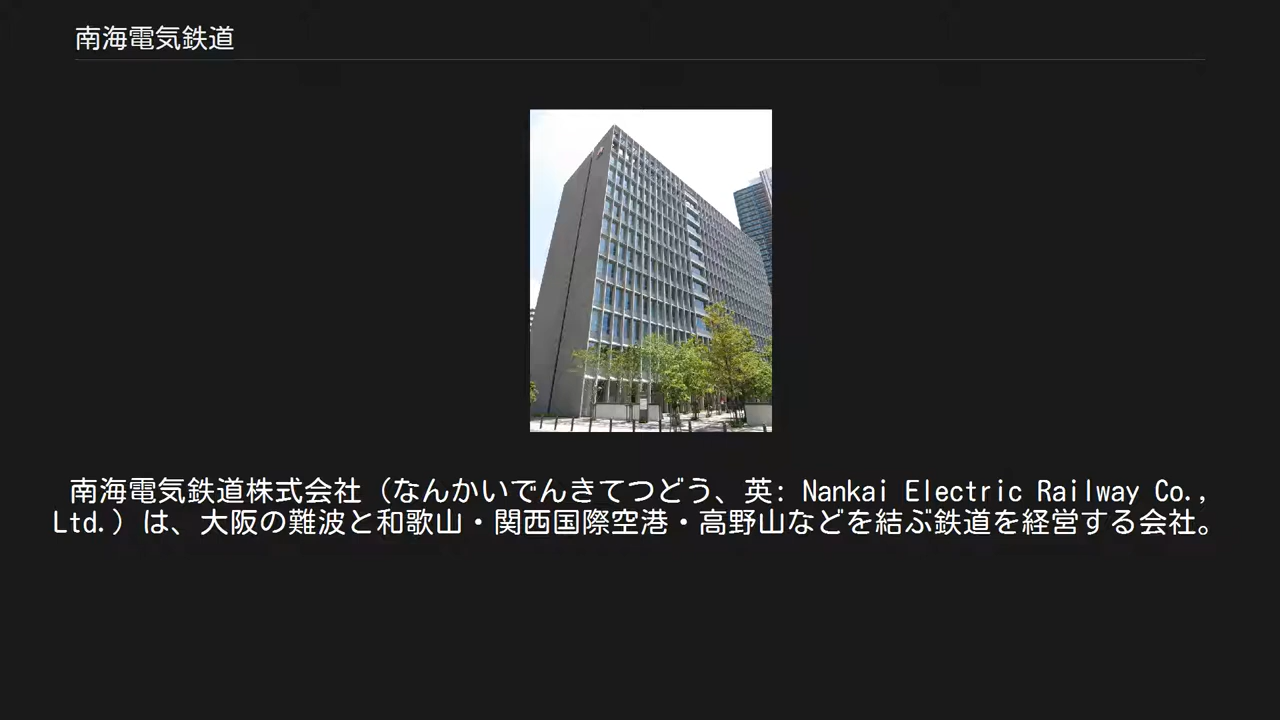 南海電気鉄道
南海電気鉄道株式会社（なんかいでんきてつどう、英: Nankai Electric Railway Co.,
Ltd.）は、大阪の難波と和歌山・関西国際空港・高野山などを結ぶ鉄道を経営する会社。